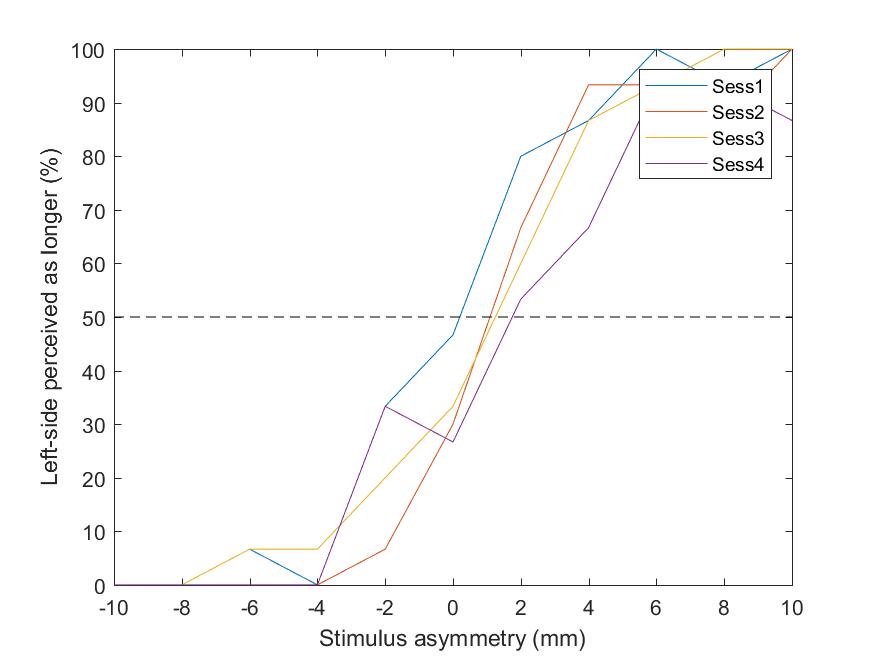 100
90
80
70
60
50
40
30
20
10
0
Left-side perceived as longer (%)
Sess1
Sess2
Sess3
Sess4
-10 -8 -6 -4 -2 0 2 4 6 8 10
Stimulus asymmetry (mm)